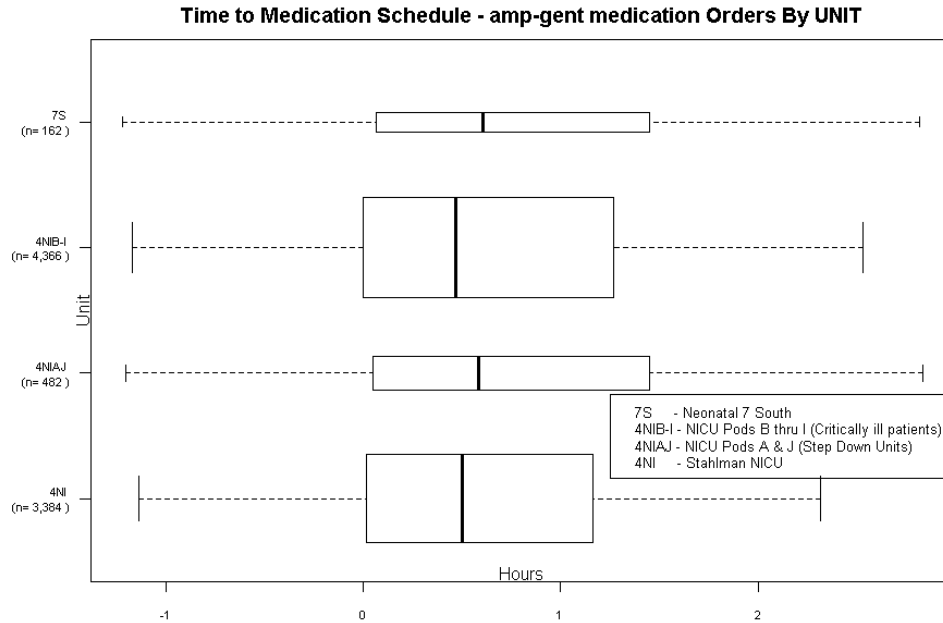 Time to Medication Schedule - amp-gent medication Orders By UNIT
7S
(n= 162 )
4NIB-I
(n= 4,366 )
Unit
4NIAJ
(n= 482 )
7S - Neonatal 7 South
4NIB-I - NICU Pods B thru I (Critically ill patients)
4NIAJ - NICU Pods A & J (Step Down Units)
4NI - Stahlman NICU
4NI
(n= 3,384 )
Hours
-1 0 1 2